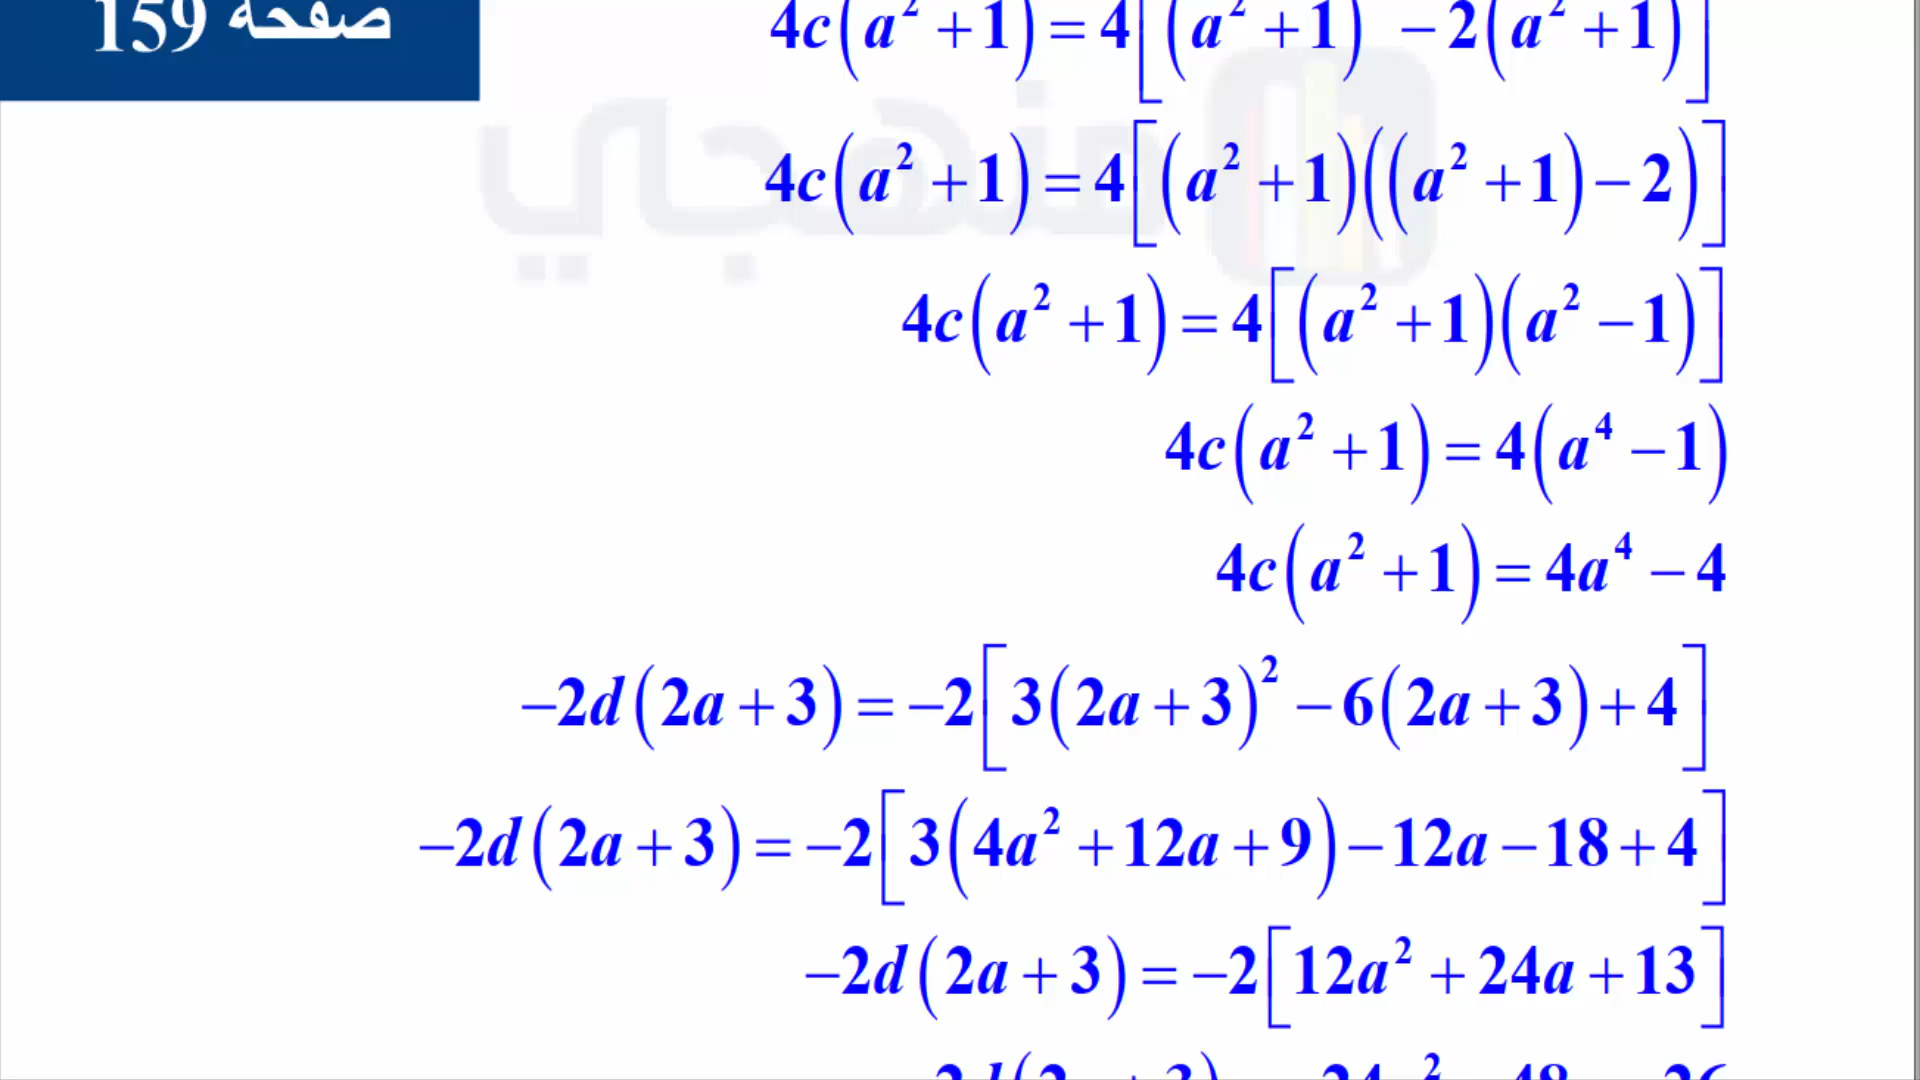 صفحة 159
4c(a² + 1) = 4[(a² + 1) − 2(a² + 1)]
منهجي
4c(a² + 1) = 4[(a² + 1)((a² + 1) − 2)]
4c(a² + 1) = 4[(a² + 1)(a² − 1)]
4c(a² + 1) = 4(a⁴ − 1)
4c(a² + 1) = 4a⁴ − 4
−2d(2a + 3) = −2[3(2a + 3)² − 6(2a + 3) + 4]
−2d(2a + 3) = −2[3(4a² + 12a + 9) − 12a − 18 + 4]
−2d(2a + 3) = −2[12a² + 24a + 13]